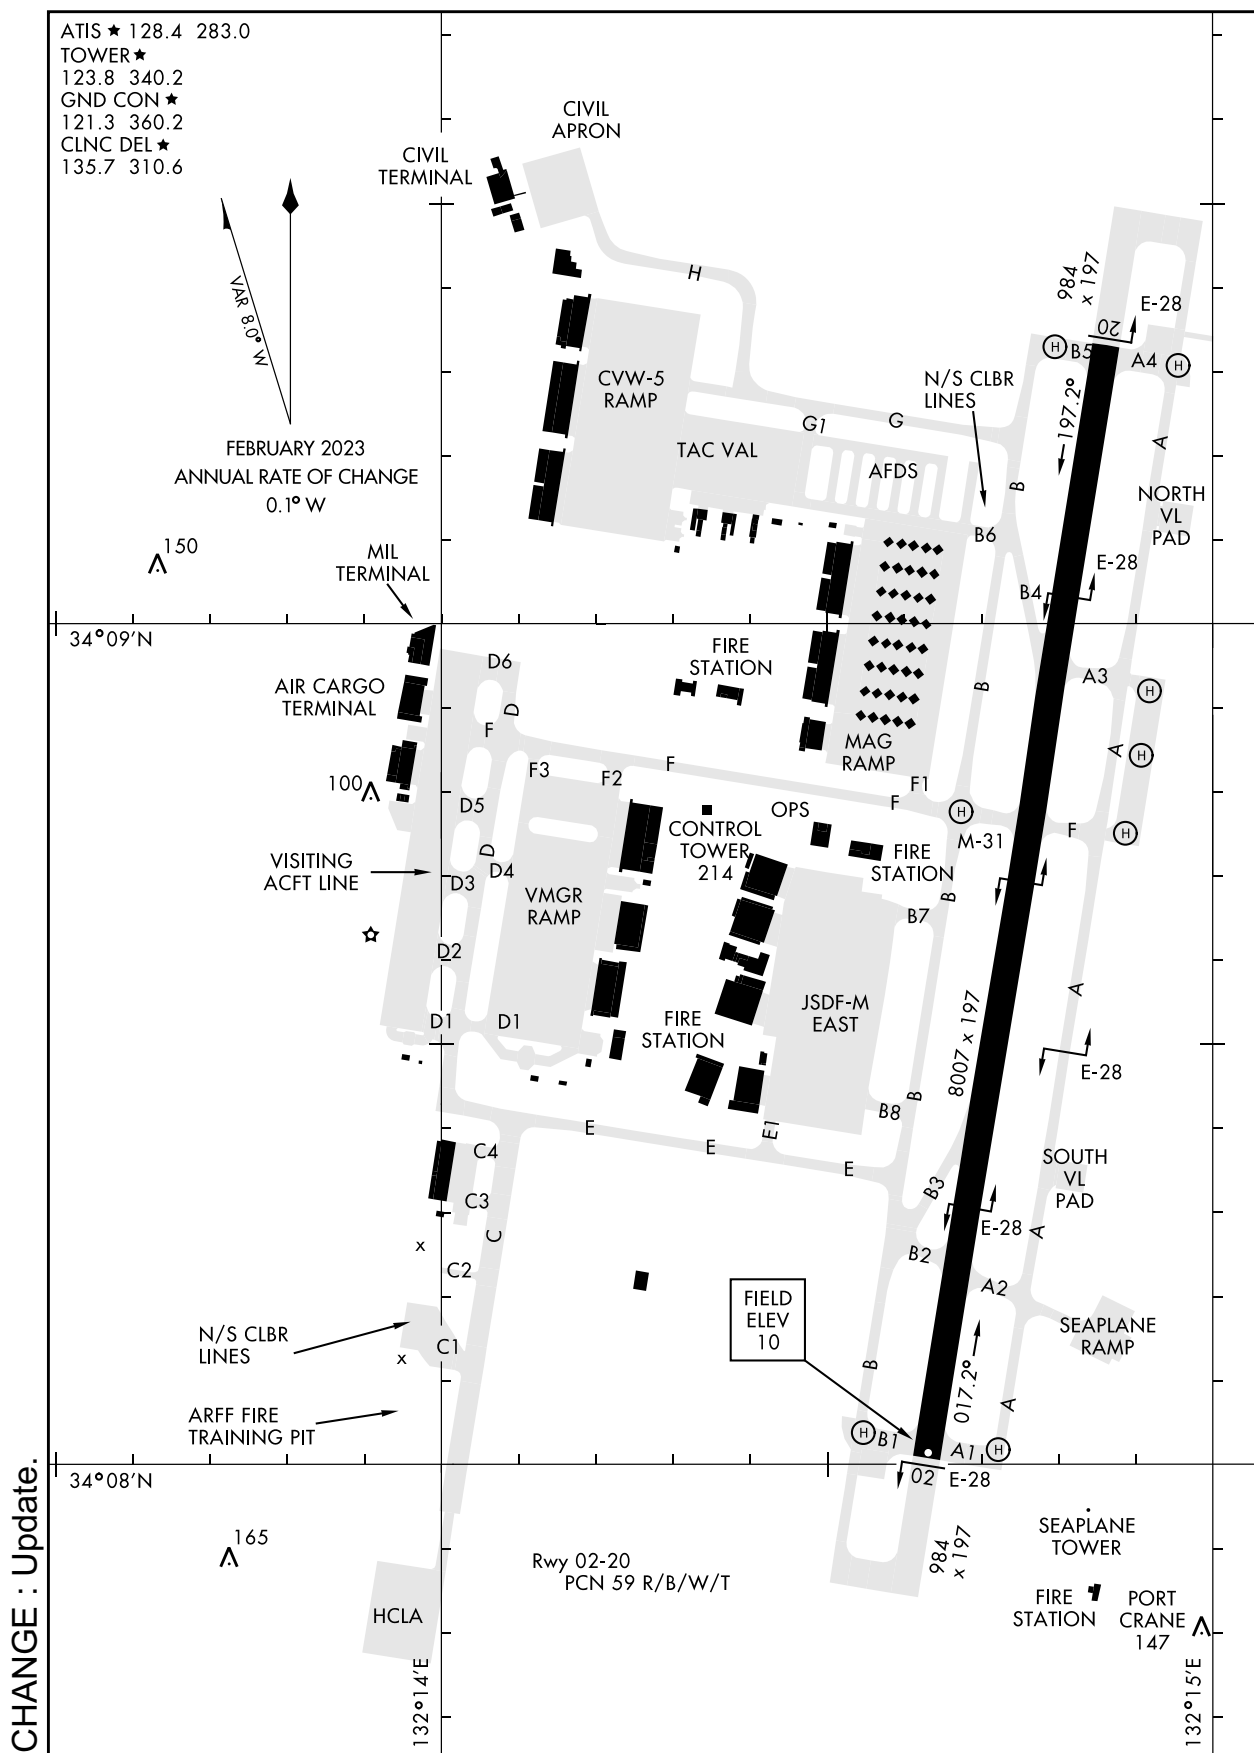 ATIS ★ 128.4 283.0
TOWER ★
123.8 340.2
GND CON ★
121.3 360.2
CLNC DEL ★
135.7 310.6
CIVIL
APRON
CIVIL
TERMINAL
VAR 8.0° W
FEBRUARY 2023
ANNUAL RATE OF CHANGE
0.1° W
H
984
x 197
E-28
20
H
B5
A4
H
CVW-5
RAMP
N/S CLBR
LINES
197.2°
G1
G
A
TAC VAL
AFDS
B
NORTH
VL
PAD
B6
150
MIL
TERMINAL
E-28
B4
34°09'N
FIRE
STATION
D6
A3
B
H
AIR CARGO
TERMINAL
D
F
MAG
RAMP
A
H
F
F3
F2
F1
100
D5
F
OPS
H
M-31
F
H
CONTROL
TOWER
214
FIRE
STATION
VISITING
ACFT LINE
D
D4
D3
VMGR
RAMP
B
B7
D2
A
JSDF-M
EAST
D1
D1
FIRE
STATION
8007 x 197
E-28
B
B8
E
E1
E
E
C4
SOUTH
VL
PAD
B3
C3
C
E-28
A
x
B2
C2
A2
FIELD
ELEV
10
N/S CLBR
LINES
C1
x
SEAPLANE
RAMP
B
017.2°
A
ARFF FIRE
TRAINING PIT
H
B1
A1
H
34°08'N
02
E-28
165
SEAPLANE
TOWER
984
x 197
Rwy 02-20
PCN 59 R/B/W/T
HCLA
FIRE
STATION
PORT
CRANE
147
132°14'E
132°15'E
CHANGE : Update.